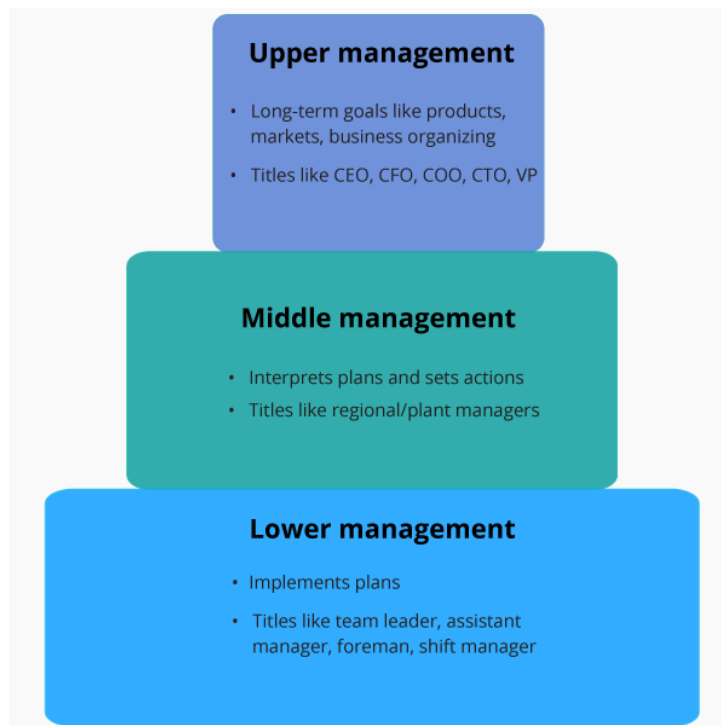 Upper management
• Long-term goals like products,
markets, business organizing
• Titles like CEO, CFO, COO, CTO, VP
Middle management
• Interprets plans and sets actions
• Titles like regional/plant managers
Lower management
• Implements plans
• Titles like team leader, assistant
manager, foreman, shift manager